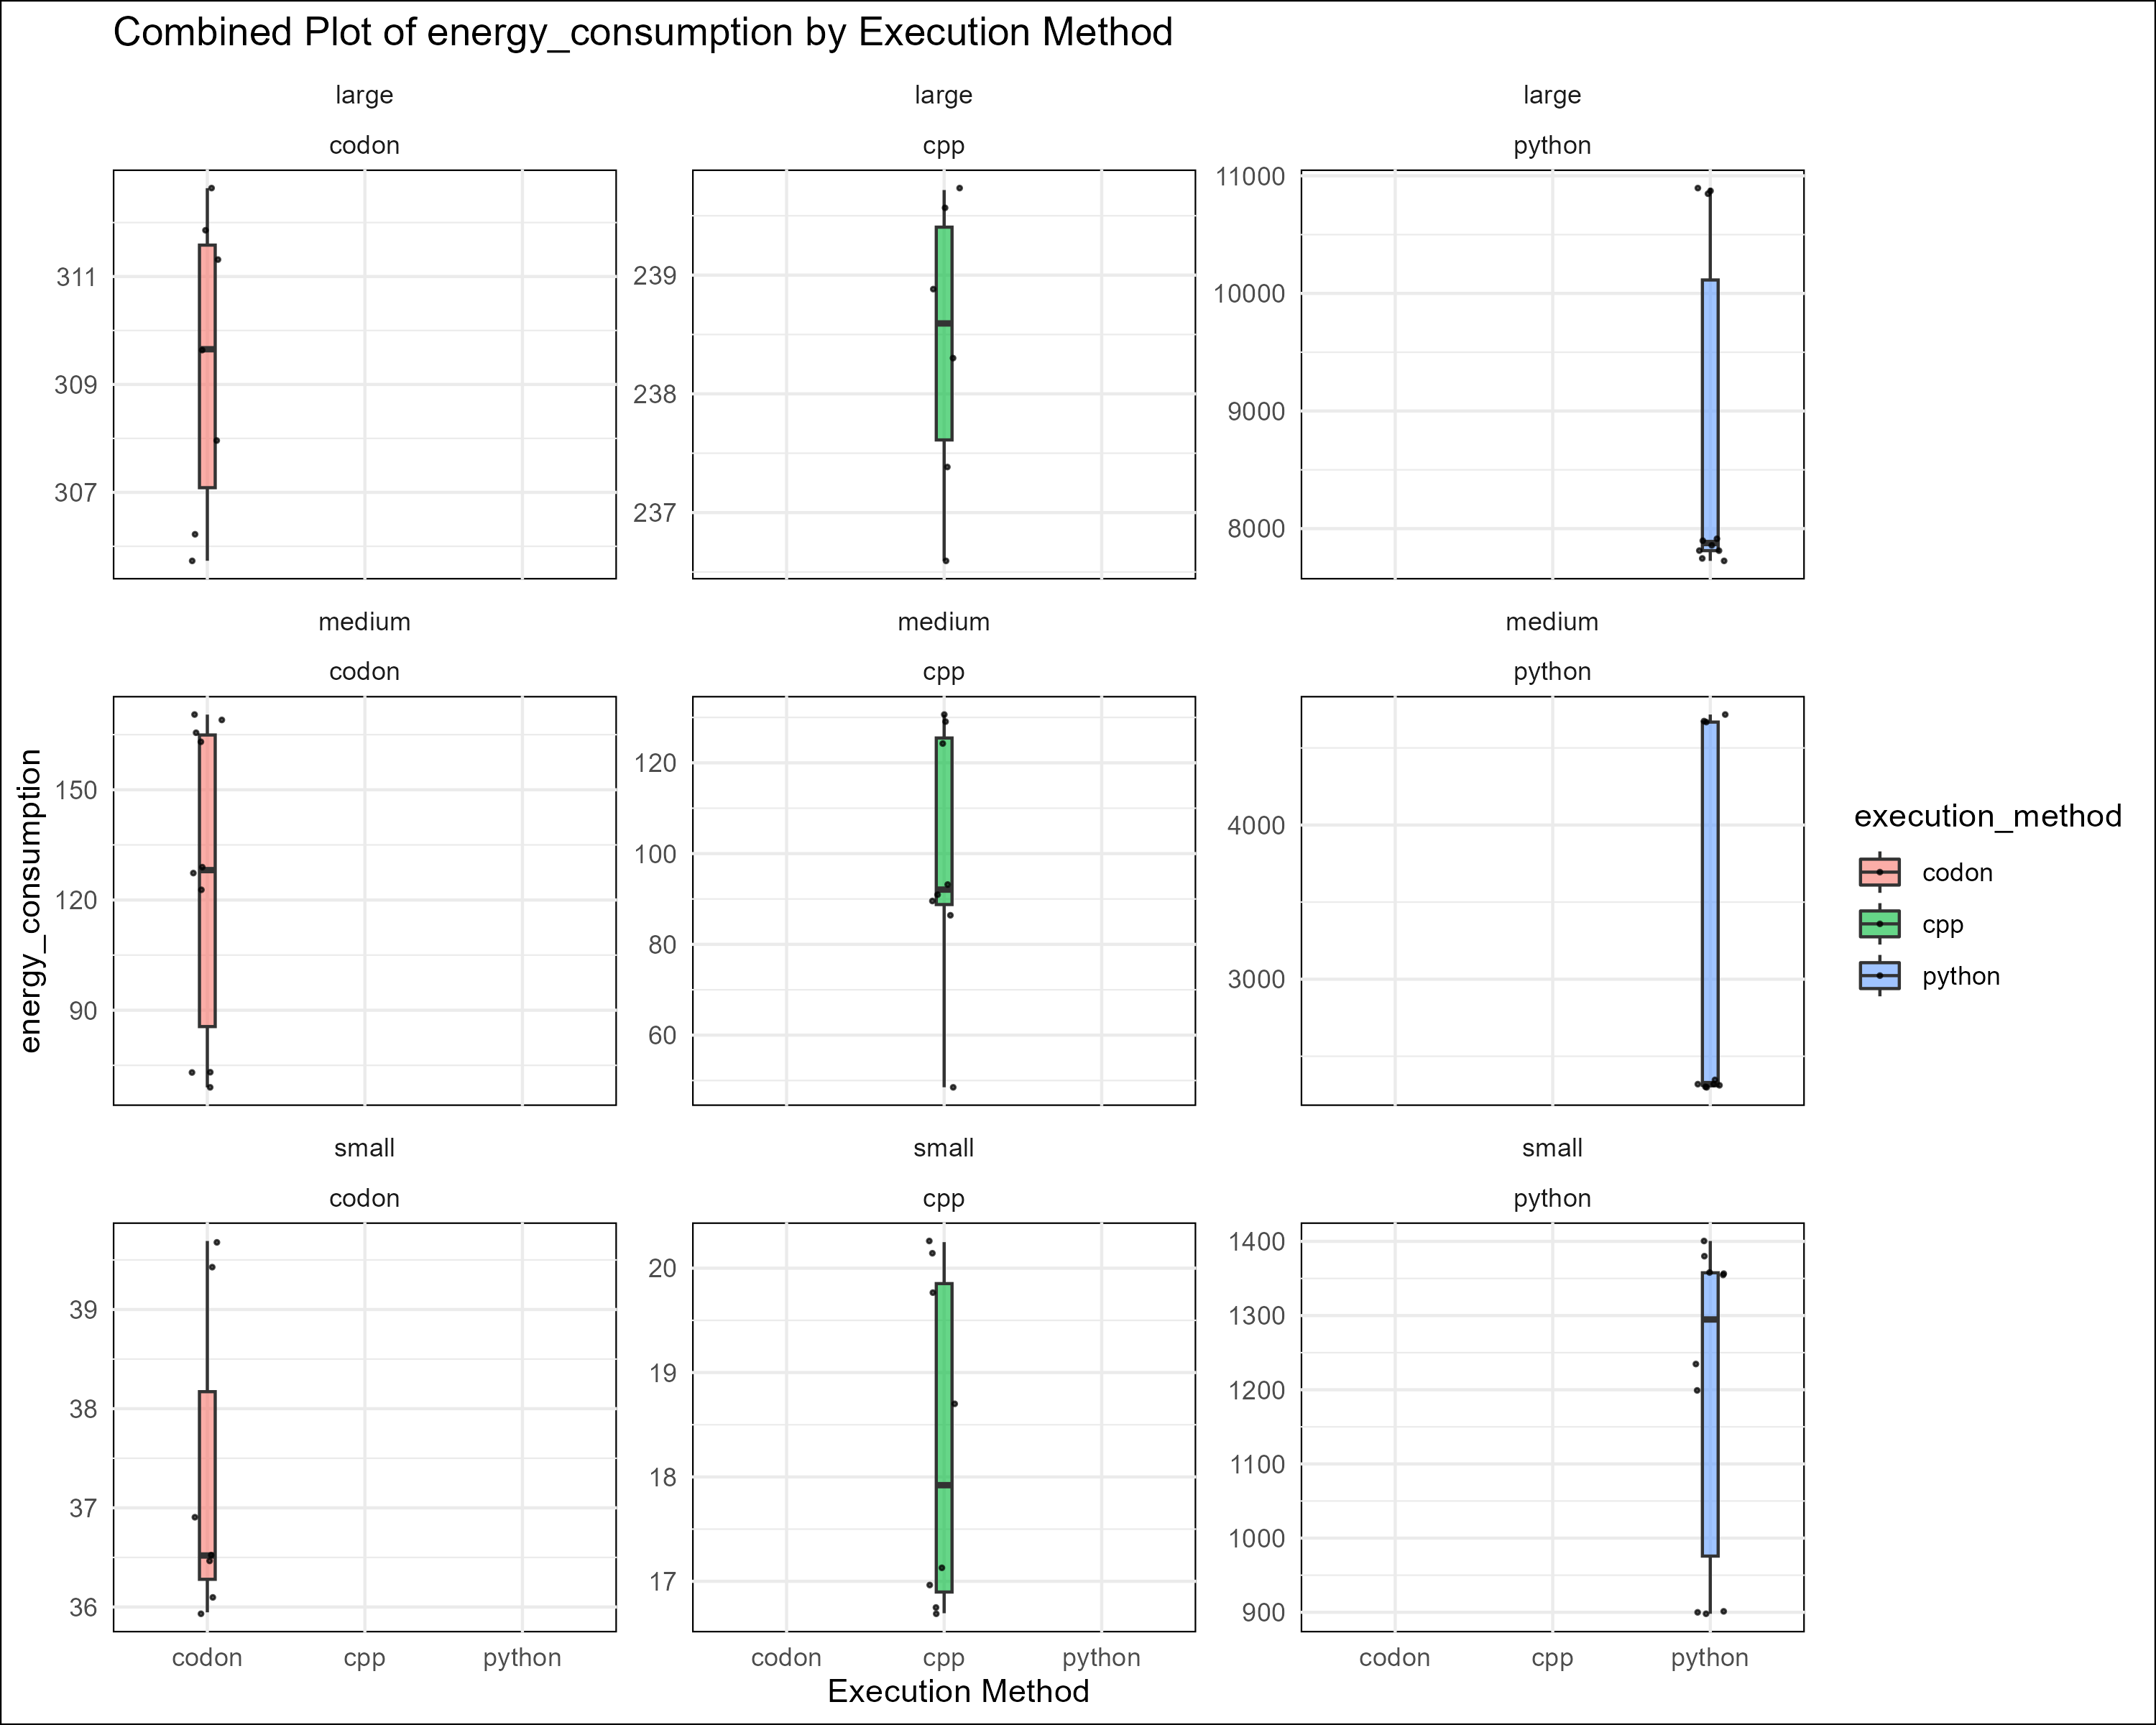 Combined Plot of energy_consumption by Execution Method
large
codon
311
309
307
large
cpp
239
238
237
large
python
11000
10000
9000
8000
medium
codon
150
120
90
medium
cpp
120
100
80
60
medium
python
4000
3000
small
codon
39
38
37
36
codon cpp python
small
cpp
20
19
18
17
codon cpp python
small
python
1400
1300
1200
1100
1000
900
codon cpp python
energy_consumption
Execution Method
execution_method
codon
cpp
python